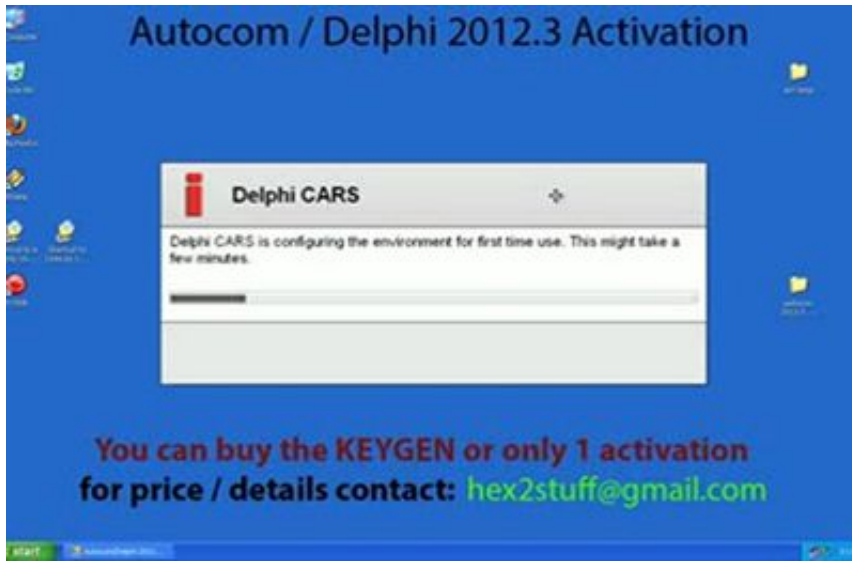 Autocom / Delphi 2012.3 Activation
Delphi CARS
Delphi CARS is configuring the environment for first time use. This might take a
few minutes.
You can buy the KEYGEN or only 1 activation
for price / details contact: hex2stuff@gmail.com
start